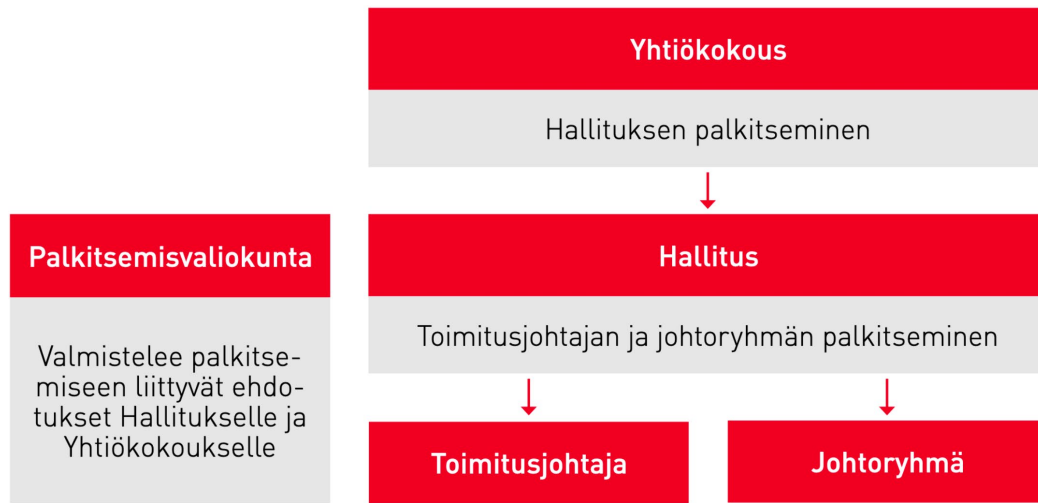 Yhtiökokous
Hallituksen palkitseminen
Palkitsemisvaliokunta
Valmistelee palkitse-
miseen liittyvät ehdo-
tukset Hallitukselle ja
Yhtiökokoukselle
Hallitus
Toimitusjohtajan ja johtoryhmän palkitseminen
Toimitusjohtaja
Johtoryhmä